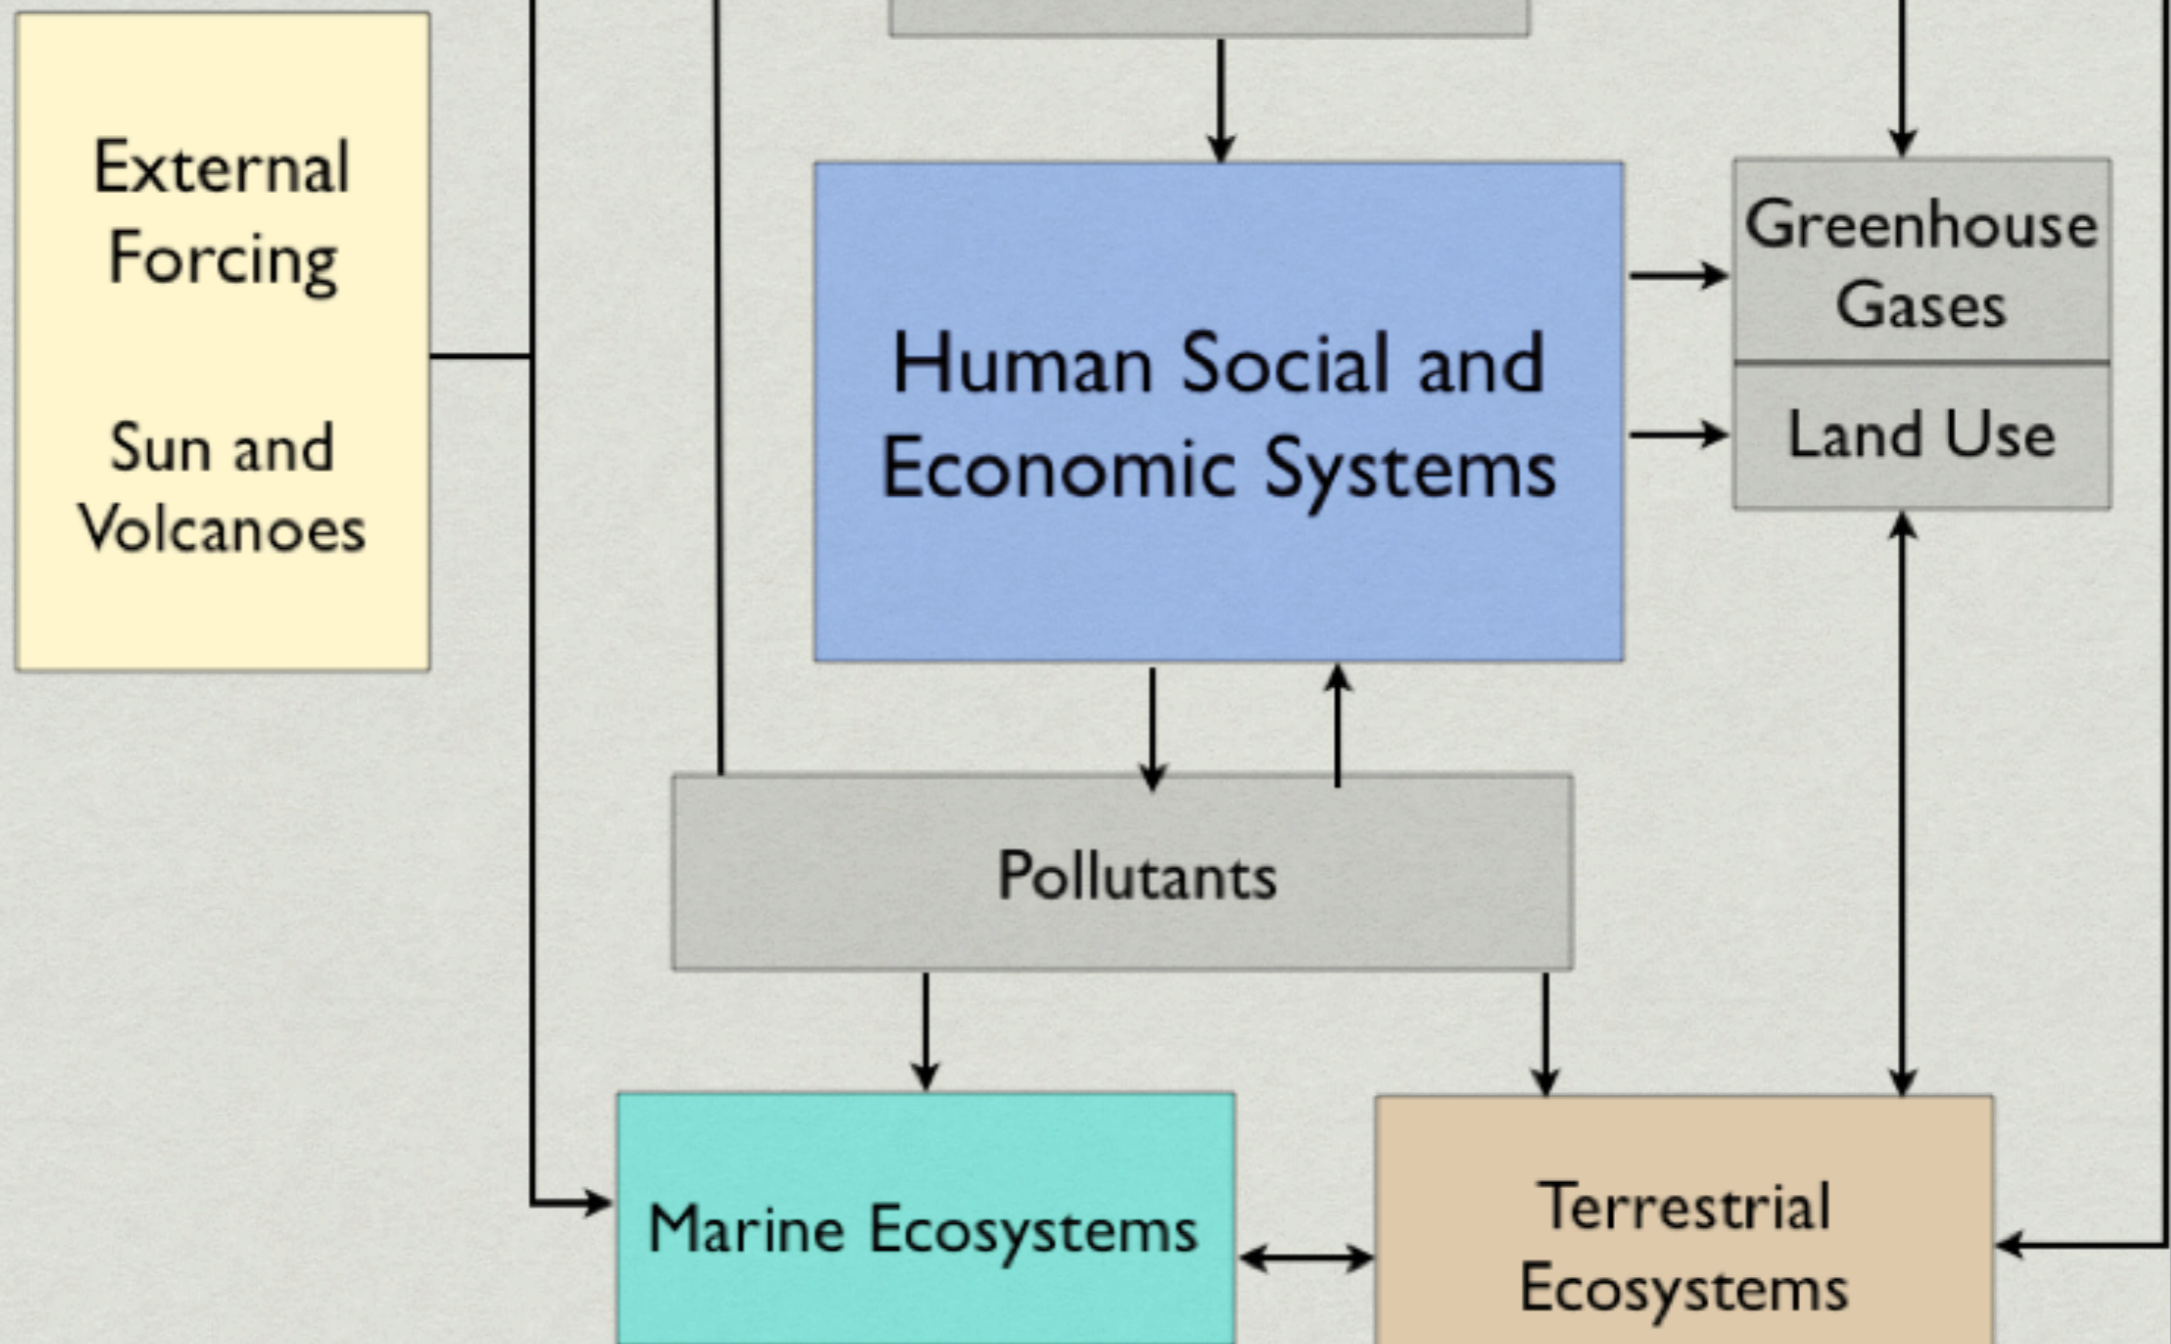 External
Forcing
Sun and
Volcanoes
Human Social and
Economic Systems
Greenhouse
Gases
Land Use
Pollutants
Marine Ecosystems
Terrestrial
Ecosystems